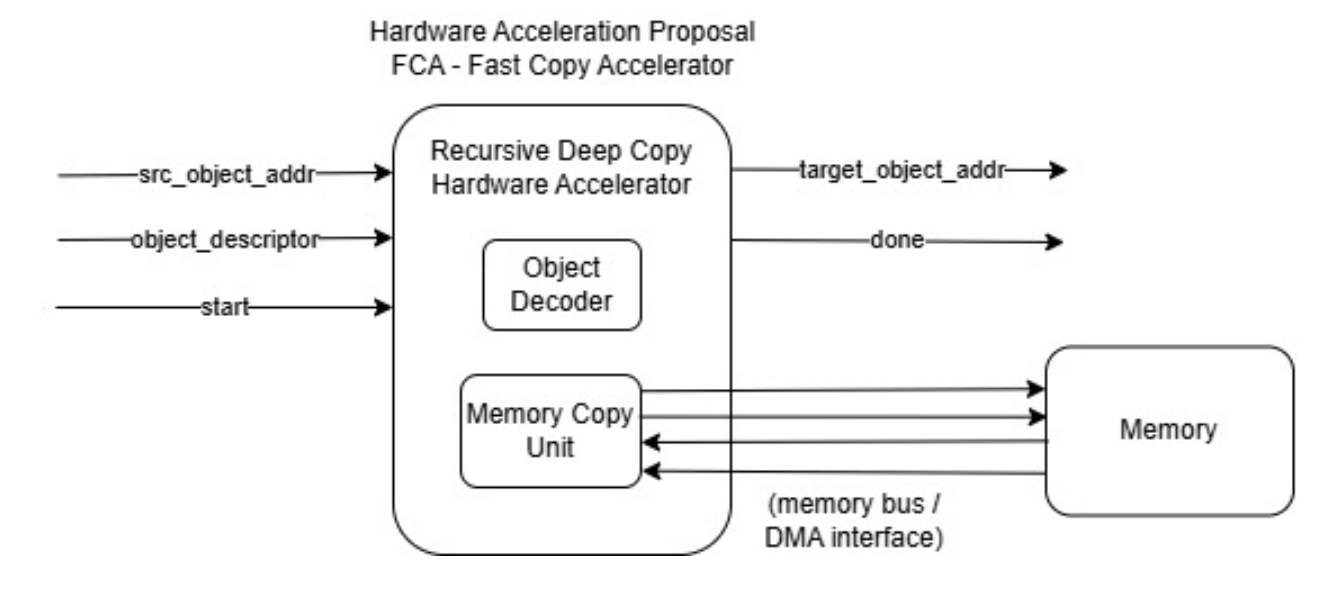 Hardware Acceleration Proposal
FCA - Fast Copy Accelerator
Recursive Deep Copy
Hardware Accelerator
src_object_addr
object_descriptor
start
target_object_addr
done
Object
Decoder
Memory Copy
Unit
Memory
(memory bus /
DMA interface)